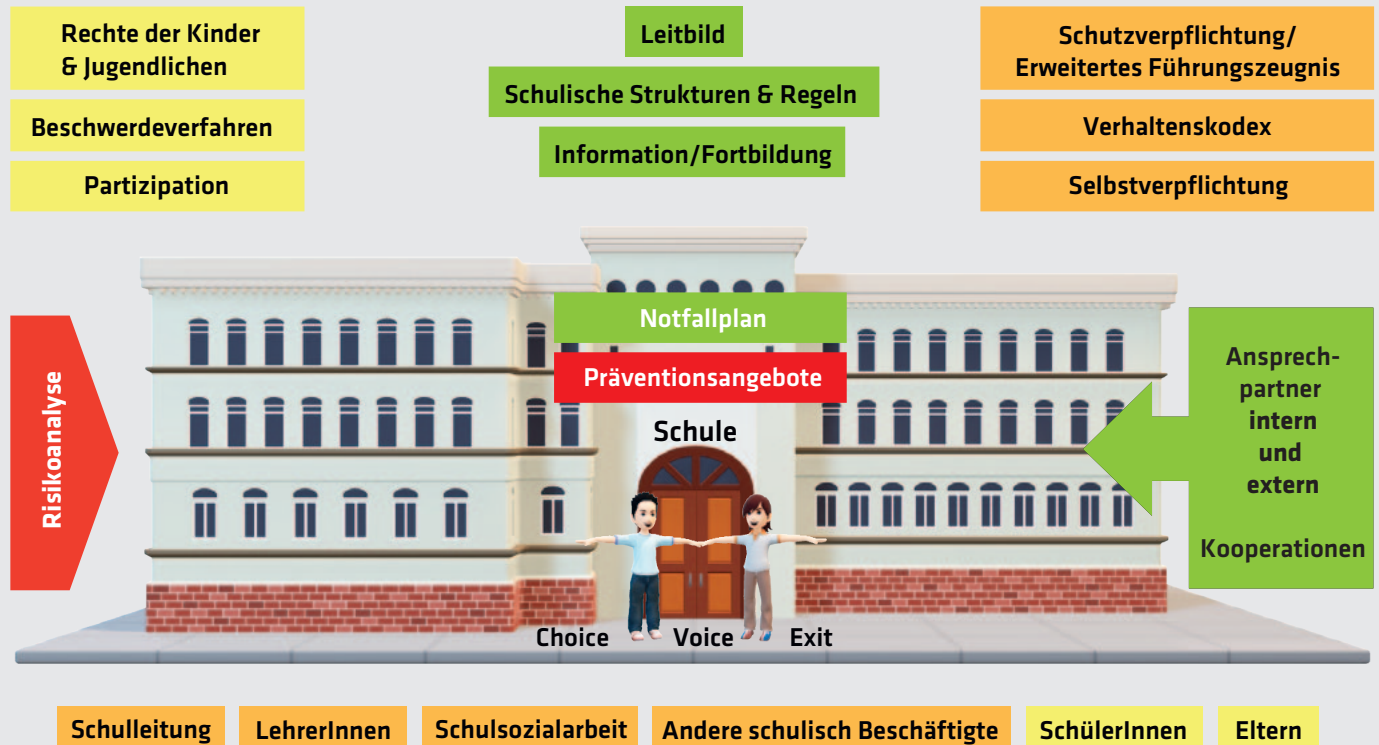 Rechte der Kinder
& Jugendlichen
Beschwerdeverfahren
Partizipation
Leitbild
Schulische Strukturen & Regeln
Information/Fortbildung
Schutzverpflichtung/
Erweitertes Führungszeugnis
Verhaltenskodex
Selbstverpflichtung
Risikoanalyse
Notfallplan
Präventionsangebote
Schule
Choice Voice Exit
Ansprech-
partner
intern
und
extern
Kooperationen
Schulleitung LehrerInnen Schulsozialarbeit Andere schulisch Beschäftigte SchülerInnen Eltern